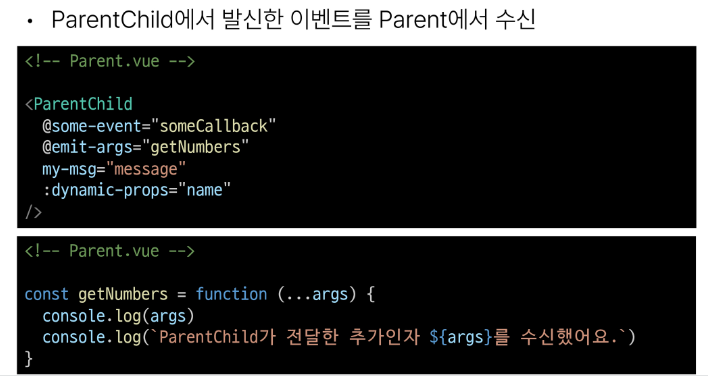 • ParentChild에서 발신한 이벤트를 Parent에서 수신
<!-- Parent.vue -->
<ParentChild
@some-event="someCallback"
@emit-args="getNumbers"
my-msg="message"
:dynamic-props="name"
/>
<!-- Parent.vue -->
const getNumbers = function (...args) {
console.log(args)
console.log(`ParentChild가 전달한 추가인자 ${args}를 수신했어요.`)
}